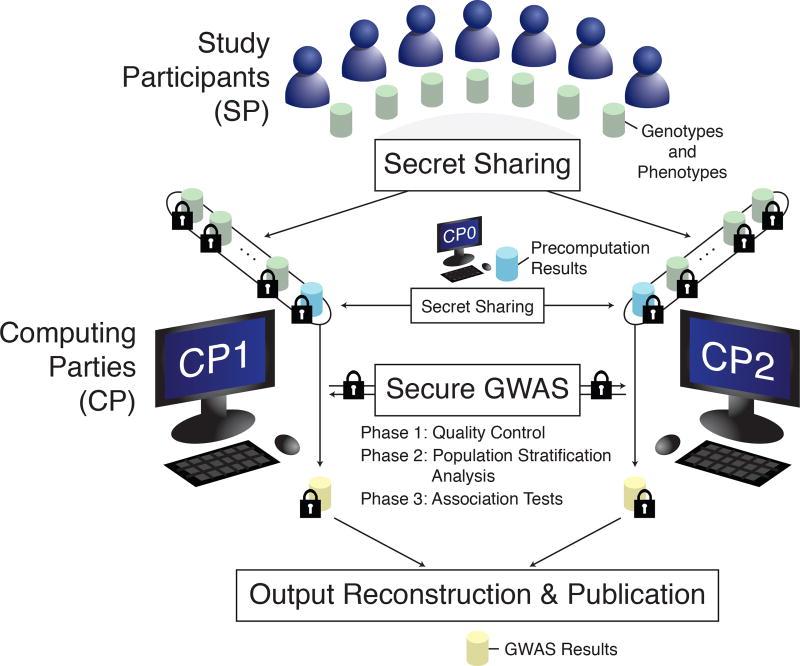 Study
Participants
(SP)
Genotypes
and
Phenotypes
Secret Sharing
CP0
Precomputation
Results
Secret Sharing
Computing
Parties
(CP)
CP1
CP2
Secure GWAS
Phase 1: Quality Control
Phase 2: Population Stratification
Analysis
Phase 3: Association Tests
Output Reconstruction & Publication
GWAS Results